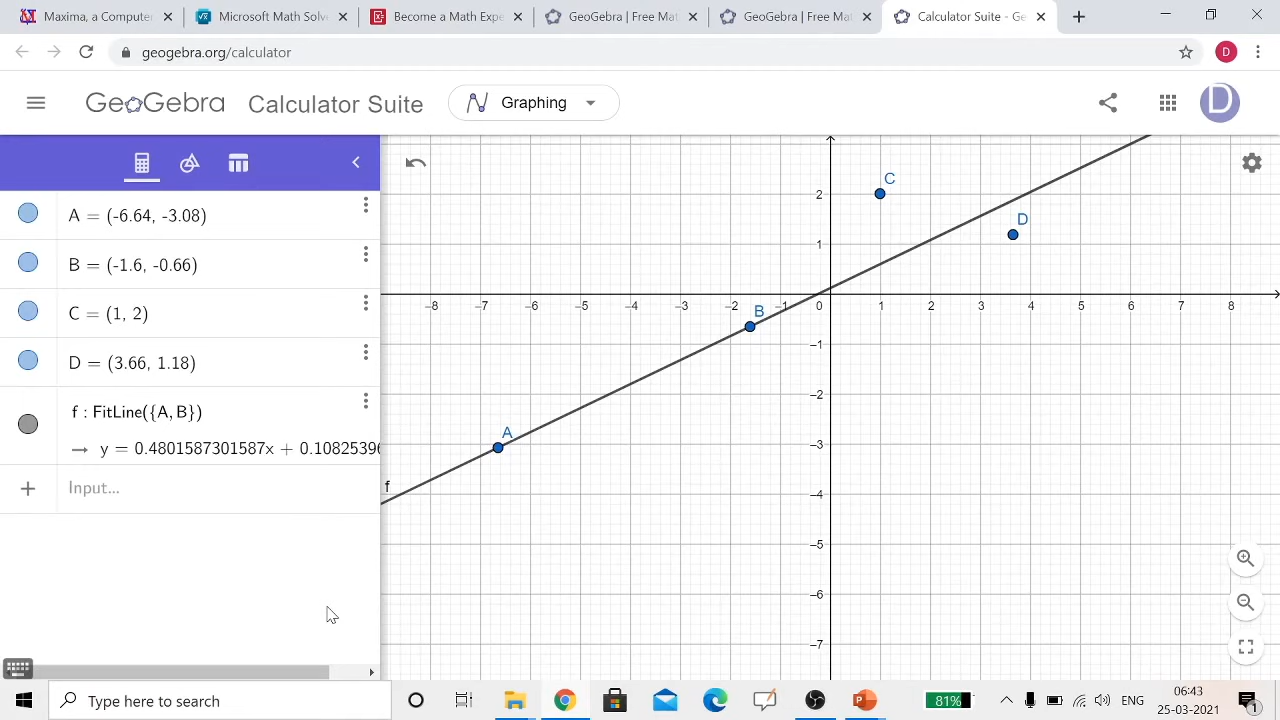 Maxima, a Computer
Microsoft Math Solve
Become a Math Expe
GeoGebra | Free Mat
GeoGebra | Free Mat
Calculator Suite - Ge
geogebra.org/calculator
D
GeoGebra Calculator Suite
Graphing
D
A = (-6.64, -3.08)
B = (-1.6, -0.66)
C = (1, 2)
D = (3.66, 1.18)
f : FitLine({A, B})
→ y = 0.4801587301587x + 0.1082539
Input...
C
D
B
A
f
2
1
–8 –7 –6 –5 –4 –3 –2 –1 0 1 2 3 4 5 6 7 8
–1
–2
–3
–4
–5
–6
–7
Type here to search
81%
ENG
06:43
25-03-2021
1